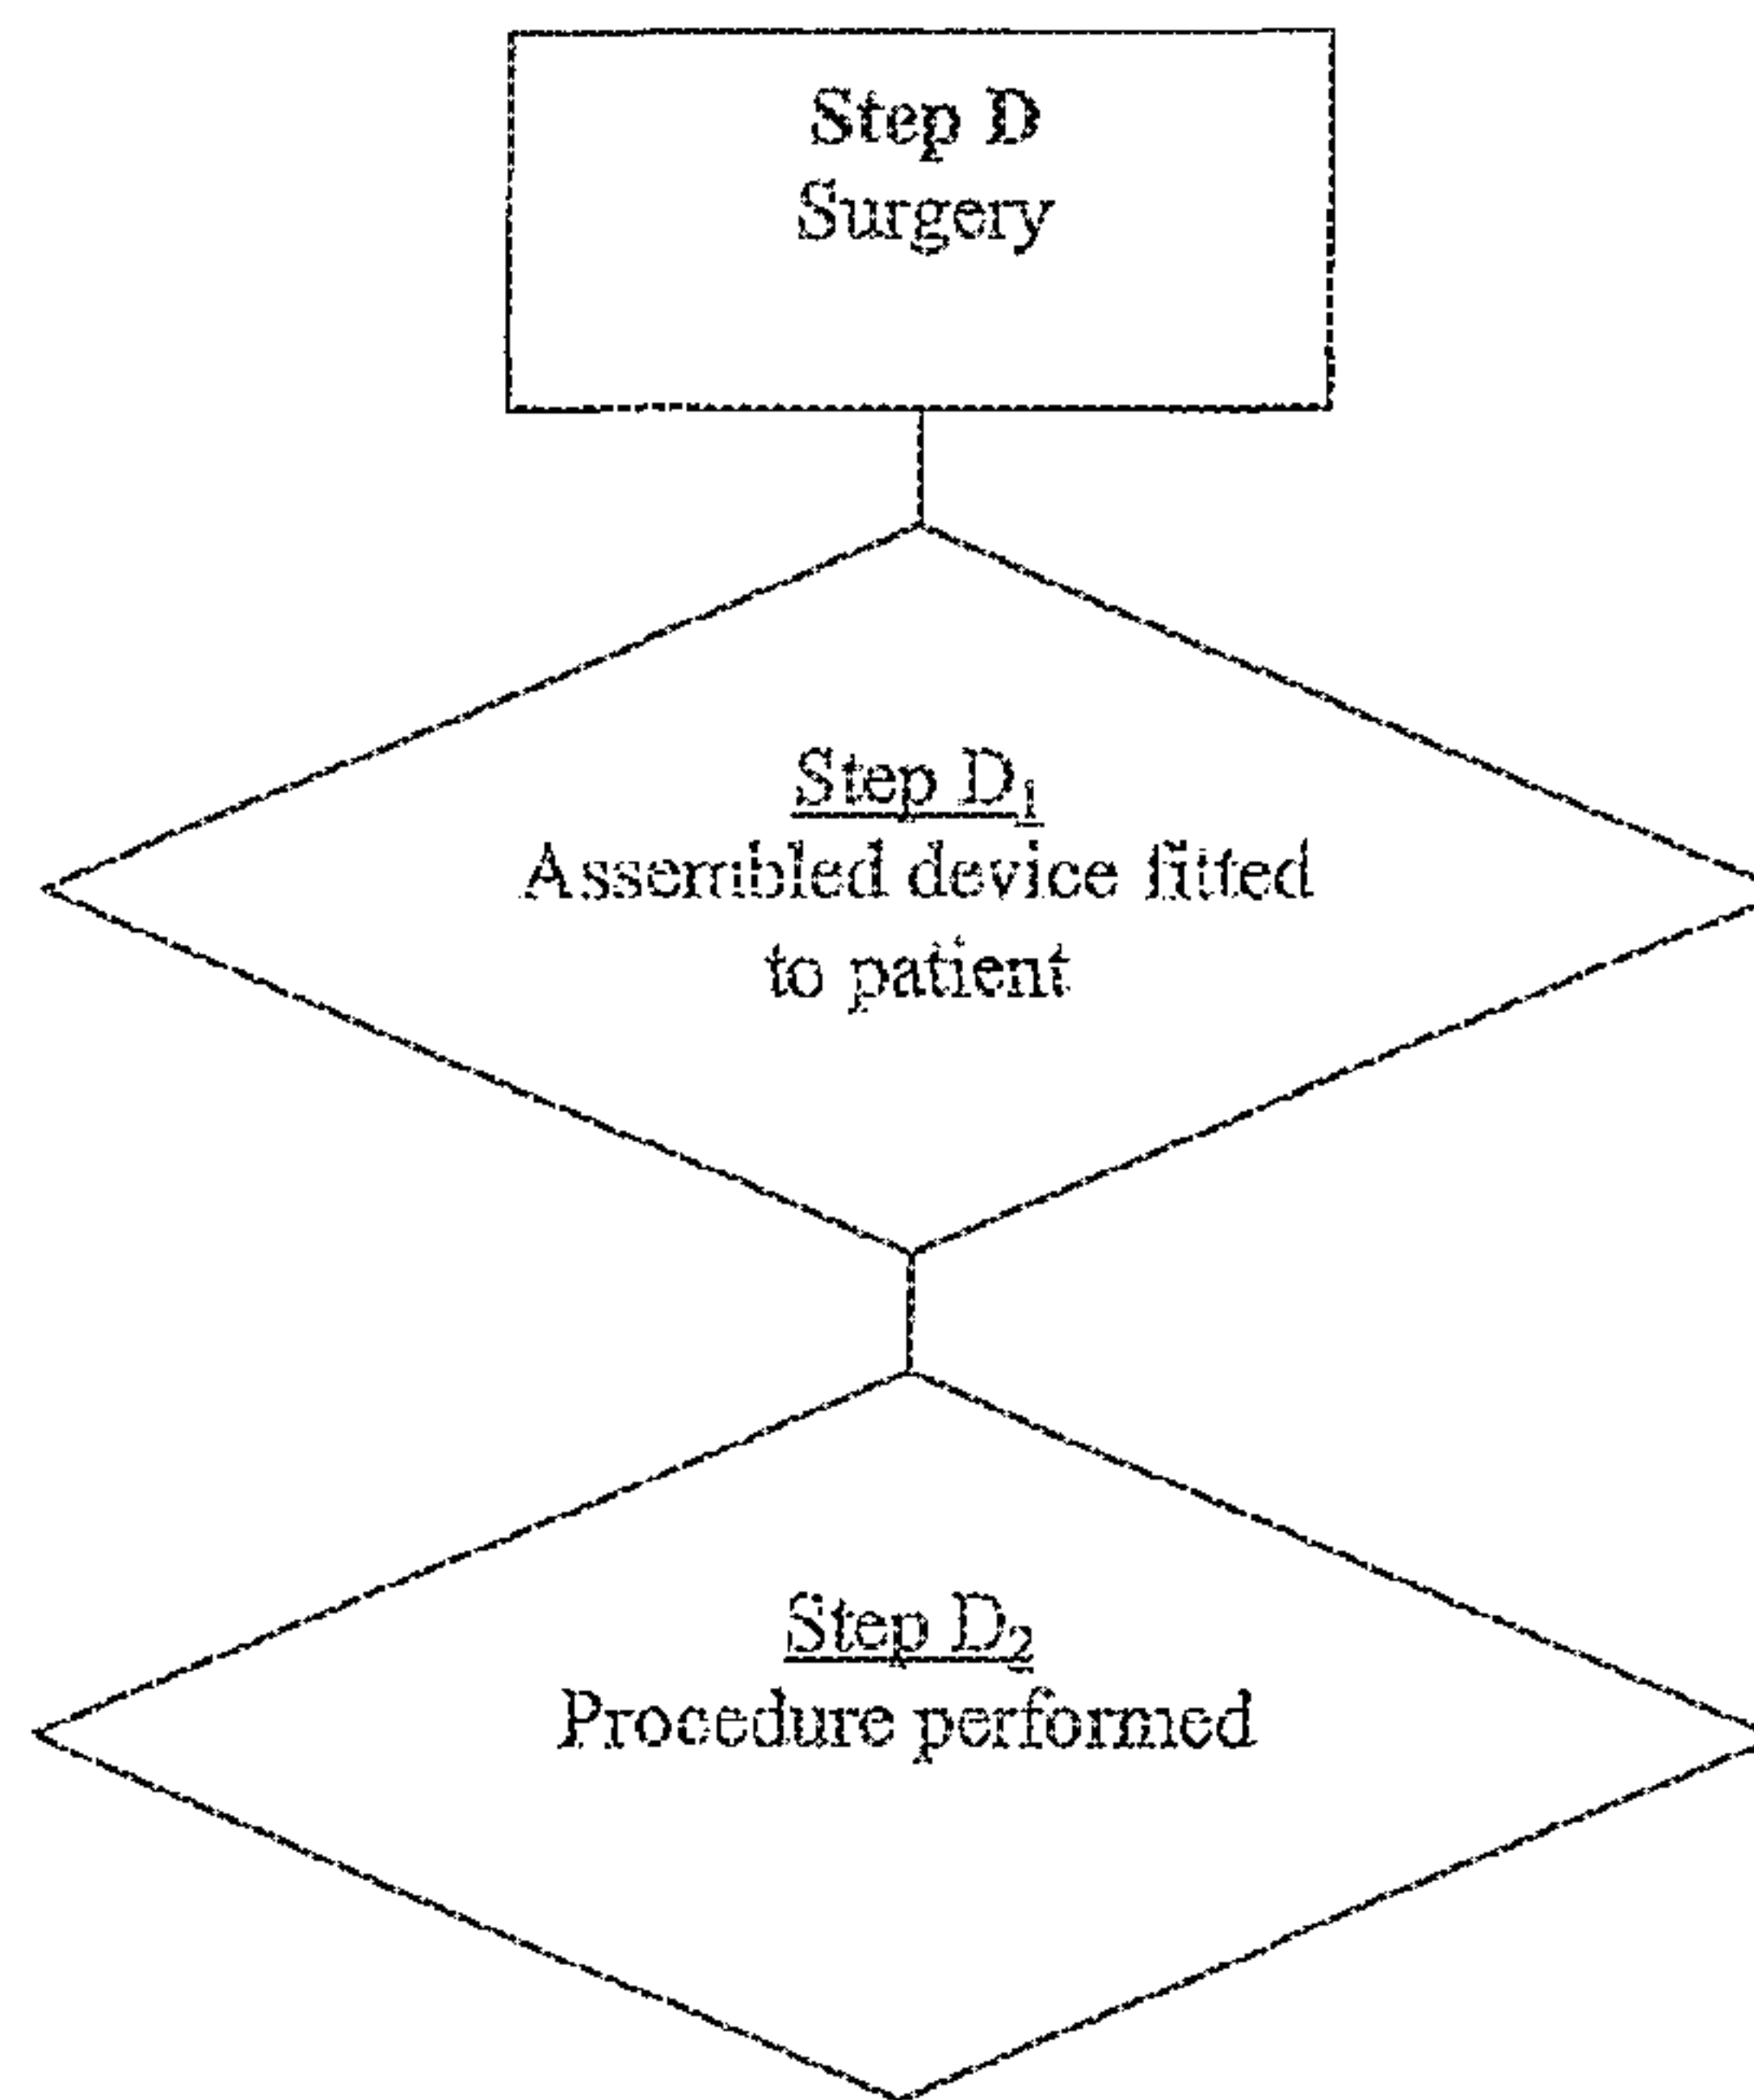 Step D
Surgery
Step D₁
Assembled device fitted
to patient
Step D₂
Procedure performed